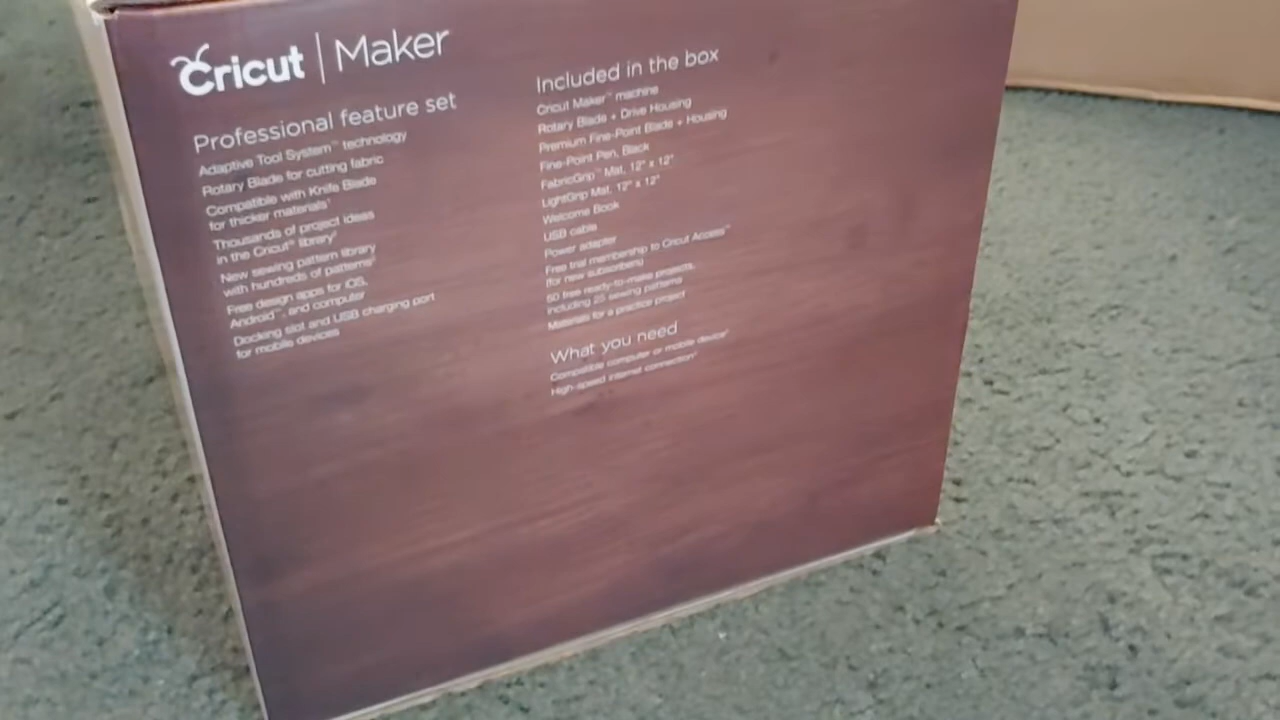 Cricut | Maker
Professional feature set
Adaptive Tool System™ technology
Rotary Blade for cutting fabric
Compatible with Knife Blade
for thicker materials¹
Thousands of project ideas
in the Cricut® library²
New sewing pattern library
with hundreds of patterns²
Free design apps for iOS,
Android™, and computer
Docking slot and USB charging port
for mobile devices
Included in the box
Cricut Maker™ machine
Rotary Blade + Drive Housing
Premium Fine-Point Blade + Housing
Fine-Point Pen, Black
FabricGrip™ Mat, 12" x 12"
LightGrip Mat, 12" x 12"
Welcome Book
USB cable
Power adapter
Free trial membership to Cricut Access™
(for new subscribers)
50 free ready-to-make projects,
including 25 sewing patterns
Materials for a practice project
What you need
Compatible computer or mobile device
High-speed internet connection